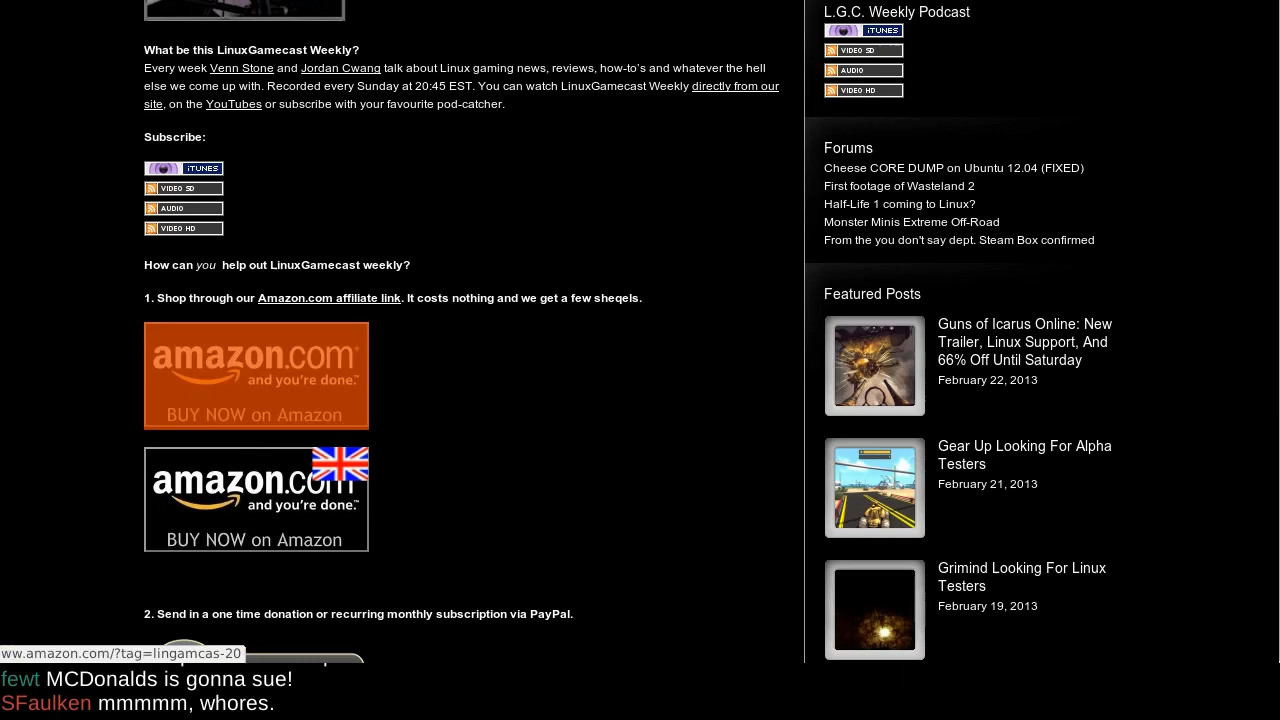 What be this LinuxGamecast Weekly?
Every week Venn Stone and Jordan Cwang talk about Linux gaming news, reviews, how-to's and whatever the hell
else we come up with. Recorded every Sunday at 20:45 EST. You can watch LinuxGamecast Weekly directly from our
site, on the YouTubes or subscribe with your favourite pod-catcher.
Subscribe:
iTUNES
VIDEO SD
AUDIO
VIDEO HD
How can you help out LinuxGamecast weekly?
1. Shop through our Amazon.com affiliate link. It costs nothing and we get a few sheqels.
amazon.com®
and you're done.™
BUY NOW on Amazon
amazon.com
and you're done.™
BUY NOW on Amazon
2. Send in a one time donation or recurring monthly subscription via PayPal.
ww.amazon.com/?tag=lingamcas-20
L.G.C. Weekly Podcast
iTUNES
VIDEO SD
AUDIO
VIDEO HD
Forums
Cheese CORE DUMP on Ubuntu 12.04 (FIXED)
First footage of Wasteland 2
Half-Life 1 coming to Linux?
Monster Minis Extreme Off-Road
From the you don't say dept. Steam Box confirmed
Featured Posts
Guns of Icarus Online: New
Trailer, Linux Support, And
66% Off Until Saturday
February 22, 2013
Gear Up Looking For Alpha
Testers
February 21, 2013
Grimind Looking For Linux
Testers
February 19, 2013
fewt MCDonalds is gonna sue!
SFaulken mmmmm, whores.